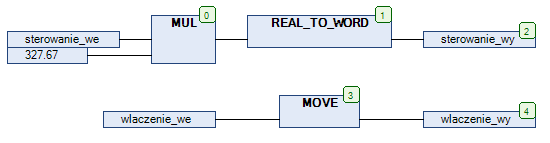 MUL 0
REAL_TO_WORD 1
sterowanie_we
sterowanie_wy 2
327.67
MOVE 3
wlaczenie_we
wlaczenie_wy 4